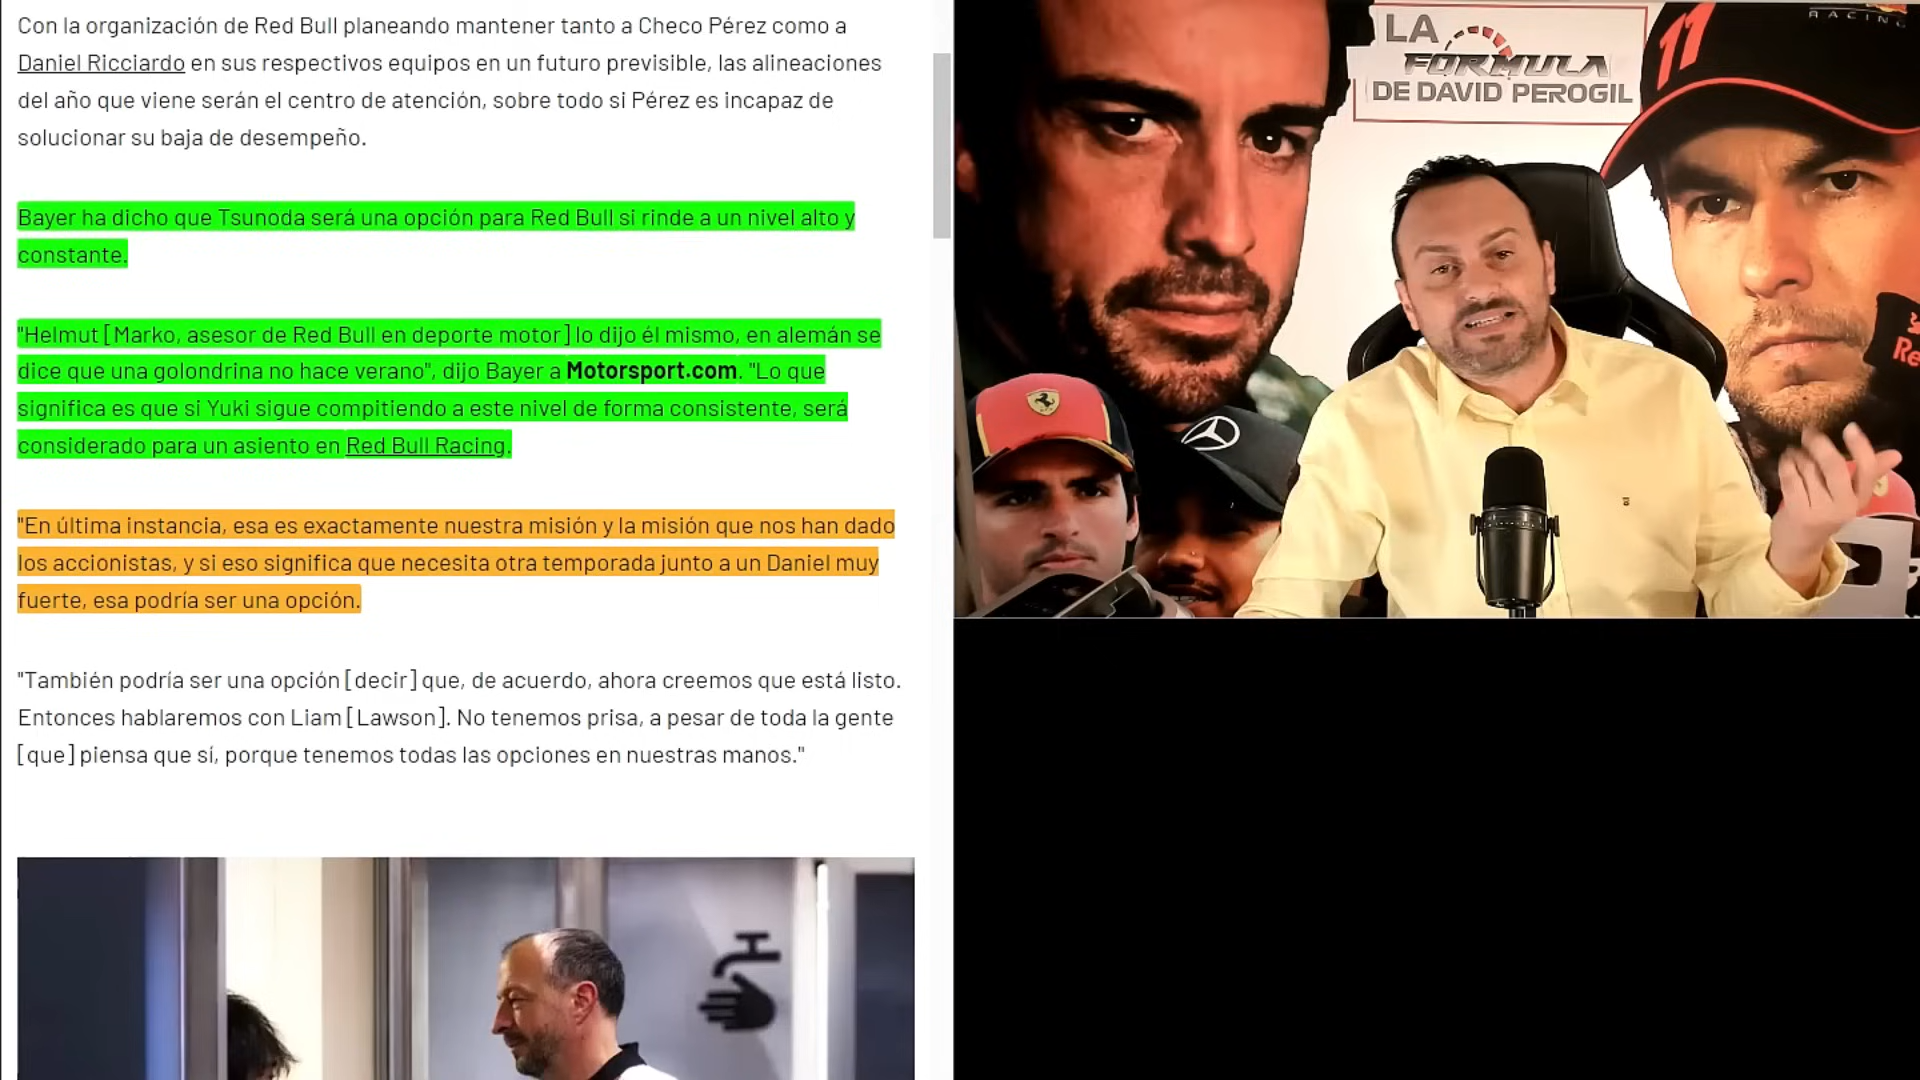 Con la organización de Red Bull planeando mantener tanto a Checo Pérez como a
Daniel Ricciardo en sus respectivos equipos en un futuro previsible, las alineaciones
del año que viene serán el centro de atención, sobre todo si Pérez es incapaz de
solucionar su baja de desempeño.
Bayer ha dicho que Tsunoda será una opción para Red Bull si rinde a un nivel alto y
constante.
"Helmut [Marko, asesor de Red Bull en deporte motor] lo dijo él mismo, en alemán se
dice que una golondrina no hace verano", dijo Bayer a Motorsport.com. "Lo que
significa es que si Yuki sigue compitiendo a este nivel de forma consistente, será
considerado para un asiento en Red Bull Racing.
"En última instancia, esa es exactamente nuestra misión y la misión que nos han dado
los accionistas, y si eso significa que necesita otra temporada junto a un Daniel muy
fuerte, esa podría ser una opción.
"También podría ser una opción [decir] que, de acuerdo, ahora creemos que está listo.
Entonces hablaremos con Liam [Lawson]. No tenemos prisa, a pesar de toda la gente
[que] piensa que sí, porque tenemos todas las opciones en nuestras manos."
LA
FÓRMULA
DE DAVID PEROGIL
11
RACING
Re